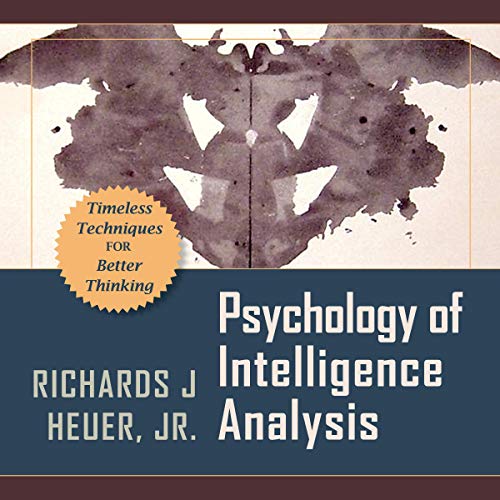 Timeless
Techniques
FOR
Better
Thinking
Psychology of
Intelligence
Analysis
RICHARDS J
HEUER, JR.